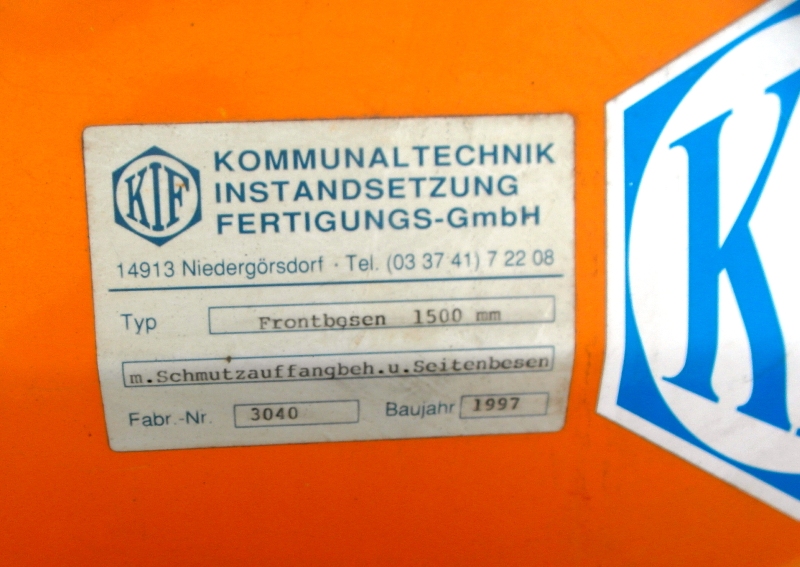 KIF
KOMMUNALTECHNIK
INSTANDSETZUNG
FERTIGUNGS-GmbH
14913 Niedergörsdorf · Tel. (03 37 41) 7 22 08
Typ Frontbesen 1500 mm
m.Schmutzauffangbeh.u.Seitenbesen
Fabr.-Nr. 3040 Baujahr 1997
K